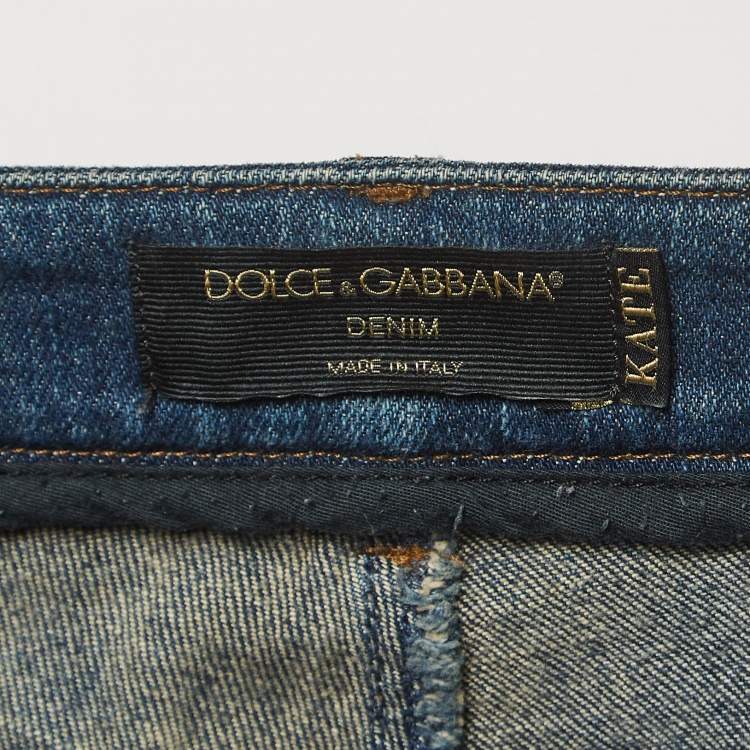 DOLCE & GABBANA®
DENIM
MADE IN ITALY
KATE